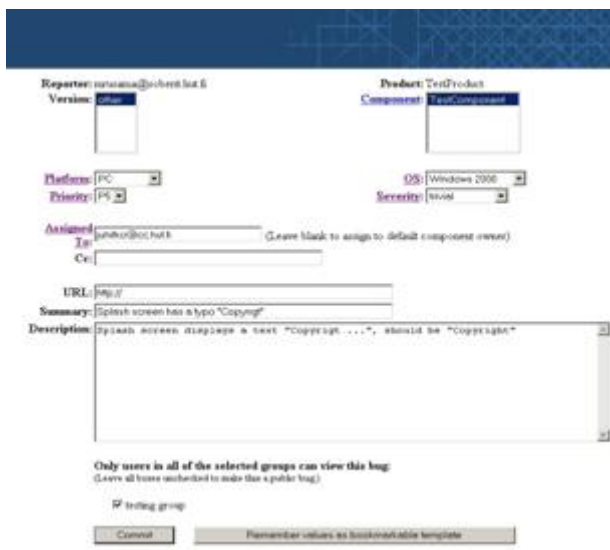 Reporter:
Product: TestProduct
Version: other
Component: TestComponent
Platform: PC
OS: Windows 2000
Priority: P5
Severity: trivial
Assigned To:
(Leave blank to assign to default component owner)
Cc:
URL: http://
Summary: Splash screen has a typo "Copyrigt"
Description: Splash screen displays a text "Copyrigt ...", should be "Copyright"
Only users in all of the selected groups can view this bug:
(Leave all boxes unchecked to make this a public bug.)
testing group
Commit
Remember values as bookmarkable template